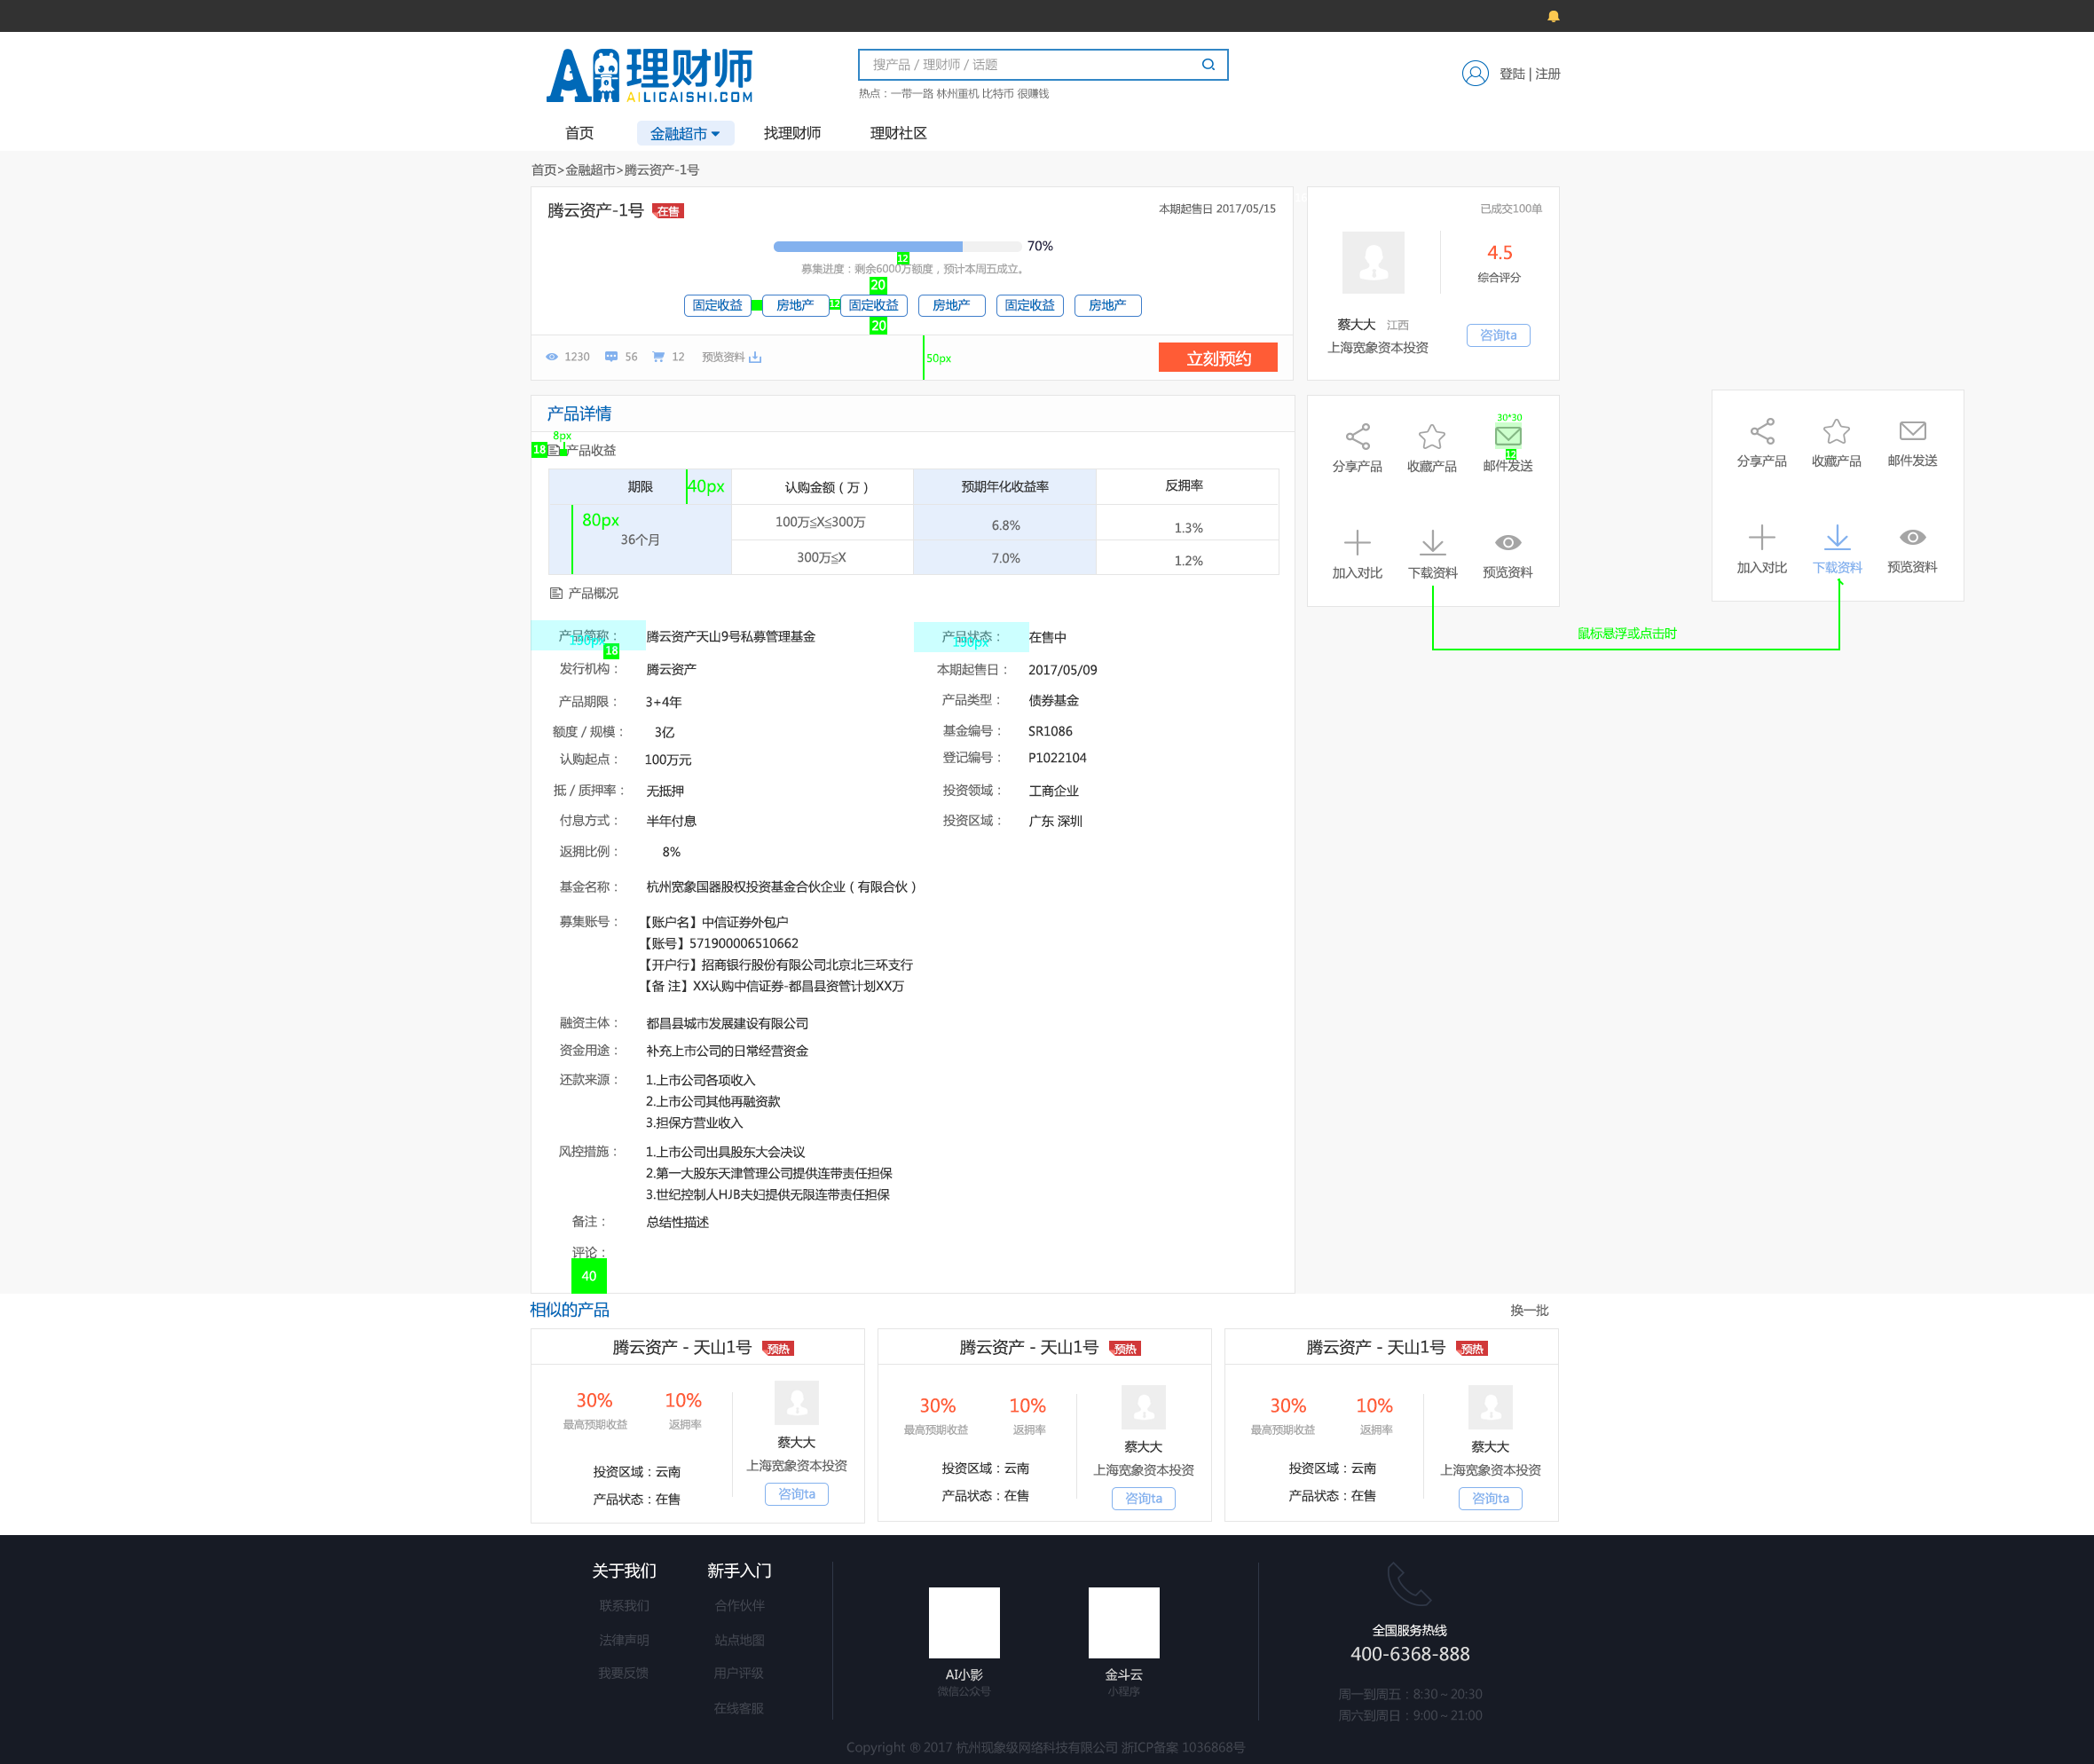 AI理财师
AILICAISHI.COM
搜产品 / 理财师 / 话题
热点：一带一路 林州重机 比特币 很赚钱
登陆 | 注册
首页 金融超市 找理财师 理财社区
首页>金融超市>腾云资产-1号
腾云资产-1号 在售 本期起售日 2017/05/15
70%
12
募集进度：剩余6000万额度，预计本周五成立。
20
固定收益 房地产 12 固定收益 房地产 固定收益 房地产
20
1230 56 12 预览资料 50px 立刻预约
已成交100单
4.5
综合评分
蔡大大 江西
上海宽象资本投资
咨询ta
产品详情
8px
18 产品收益
期限 40px 认购金额（万） 预期年化收益率 反拥率
80px
36个月
100万≦X≦300万 6.8% 1.3%
300万≦X 7.0% 1.2%
30*30
12
分享产品 收藏产品 邮件发送
加入对比 下载资料 预览资料
分享产品 收藏产品 邮件发送
加入对比 下载资料 预览资料
鼠标悬浮或点击时
产品概况
产品简称： 腾云资产天山9号私募管理基金
130px
18
产品状态： 在售中
130px
发行机构： 腾云资产 本期起售日： 2017/05/09
产品期限： 3+4年 产品类型： 债券基金
额度 / 规模： 3亿 基金编号： SR1086
认购起点： 100万元 登记编号： P1022104
抵 / 质押率： 无抵押 投资领域： 工商企业
付息方式： 半年付息 投资区域： 广东 深圳
返拥比例： 8%
基金名称： 杭州宽象国器股权投资基金合伙企业（有限合伙）
募集账号： 【账户名】中信证券外包户
【账号】571900006510662
【开户行】招商银行股份有限公司北京北三环支行
【备 注】XX认购中信证券-都昌县资管计划XX万
融资主体： 都昌县城市发展建设有限公司
资金用途： 补充上市公司的日常经营资金
还款来源： 1.上市公司各项收入
2.上市公司其他再融资款
3.担保方营业收入
风控措施： 1.上市公司出具股东大会决议
2.第一大股东天津管理公司提供连带责任担保
3.世纪控制人HJB夫妇提供无限连带责任担保
备注： 总结性描述
评论：
40
相似的产品 换一批
腾云资产 - 天山1号 预热
30% 10%
最高预期收益 返拥率
投资区域：云南
产品状态：在售
蔡大大
上海宽象资本投资
咨询ta
腾云资产 - 天山1号 预热
30% 10%
最高预期收益 返拥率
投资区域：云南
产品状态：在售
蔡大大
上海宽象资本投资
咨询ta
腾云资产 - 天山1号 预热
30% 10%
最高预期收益 返拥率
投资区域：云南
产品状态：在售
蔡大大
上海宽象资本投资
咨询ta
关于我们 新手入门
联系我们 合作伙伴
法律声明 站点地图
我要反馈 用户评级
在线客服
AI小影
微信公众号
金斗云
小程序
全国服务热线
400-6368-888
周一到周五：8:30 ~ 20:30
周六到周日：9:00 ~ 21:00
Copyright ® 2017 杭州现象级网络科技有限公司 浙ICP备案 1036868号